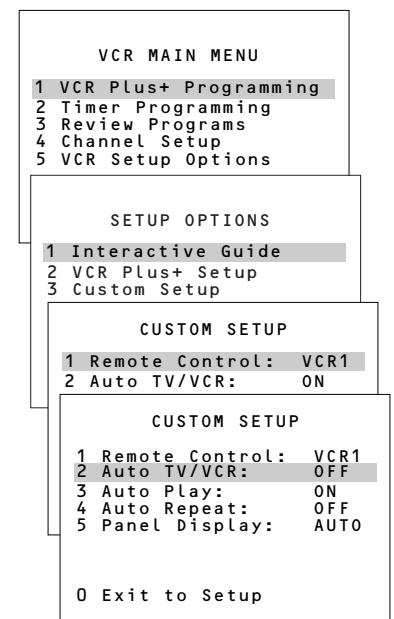 VCR MAIN MENU
1 VCR Plus+ Programming
2 Timer Programming
3 Review Programs
4 Channel Setup
5 VCR Setup Options
SETUP OPTIONS
1 Interactive Guide
2 VCR Plus+ Setup
3 Custom Setup
CUSTOM SETUP
1 Remote Control: VCR1
2 Auto TV/VCR: ON
CUSTOM SETUP
1 Remote Control: VCR1
2 Auto TV/VCR: OFF
3 Auto Play: ON
4 Auto Repeat: OFF
5 Panel Display: AUTO
0 Exit to Setup